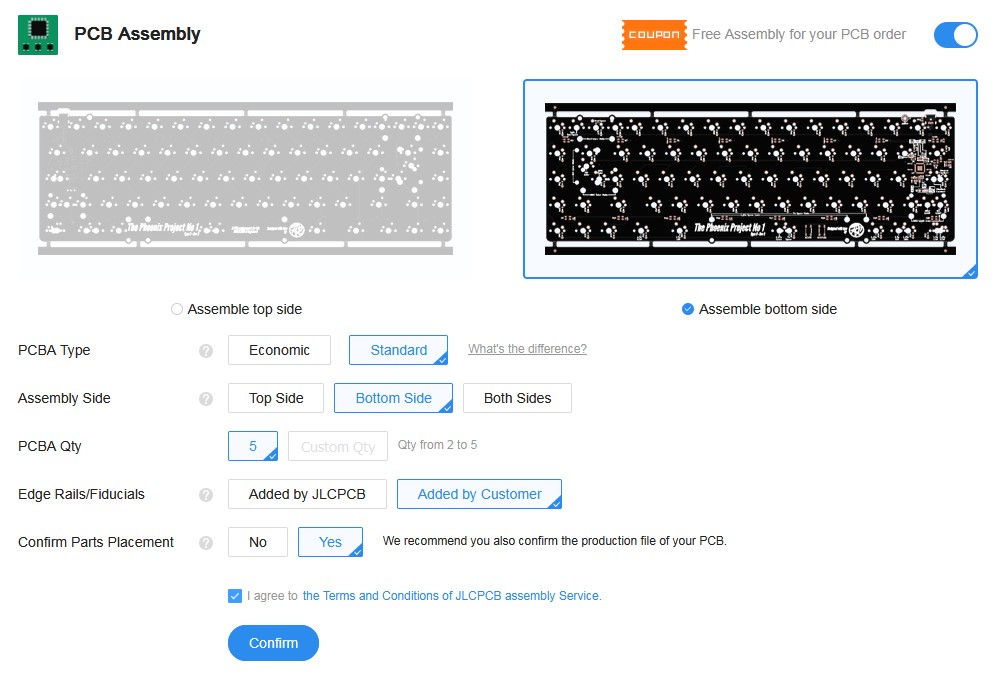 PCB Assembly
COUPON Free Assembly for your PCB order
The Phoenix Project No 1
The Phoenix Project No 1
Assemble top side
Assemble bottom side
PCBA Type ? Economic Standard What's the difference?
Assembly Side ? Top Side Bottom Side Both Sides
PCBA Qty 5 Custom Qty Qty from 2 to 5
Edge Rails/Fiducials ? Added by JLCPCB Added by Customer
Confirm Parts Placement ? No Yes We recommend you also confirm the production file of your PCB.
I agree to the Terms and Conditions of JLCPCB assembly Service.
Confirm